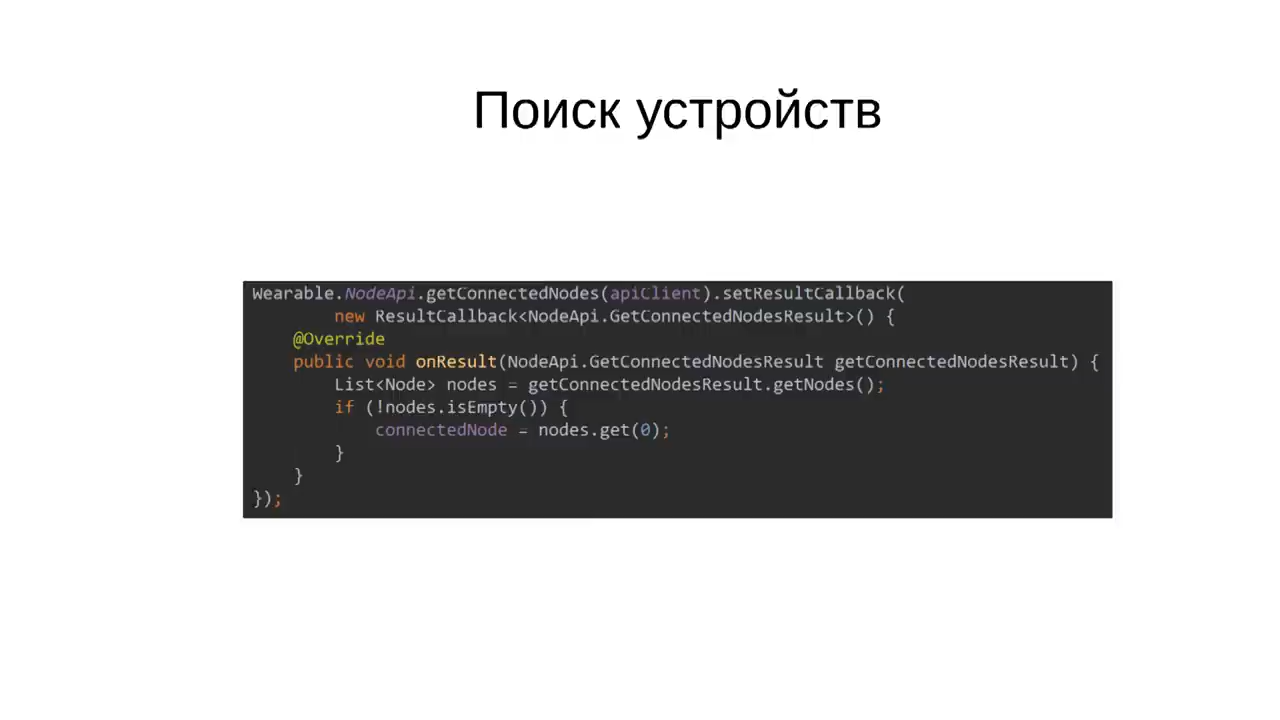 Поиск устройств
Wearable.NodeApi.getConnectedNodes(apiClient).setResultCallback(
        new ResultCallback<NodeApi.GetConnectedNodesResult>() {
    @Override
    public void onResult(NodeApi.GetConnectedNodesResult getConnectedNodesResult) {
        List<Node> nodes = getConnectedNodesResult.getNodes();
        if (!nodes.isEmpty()) {
            connectedNode = nodes.get(0);
        }
    }
});